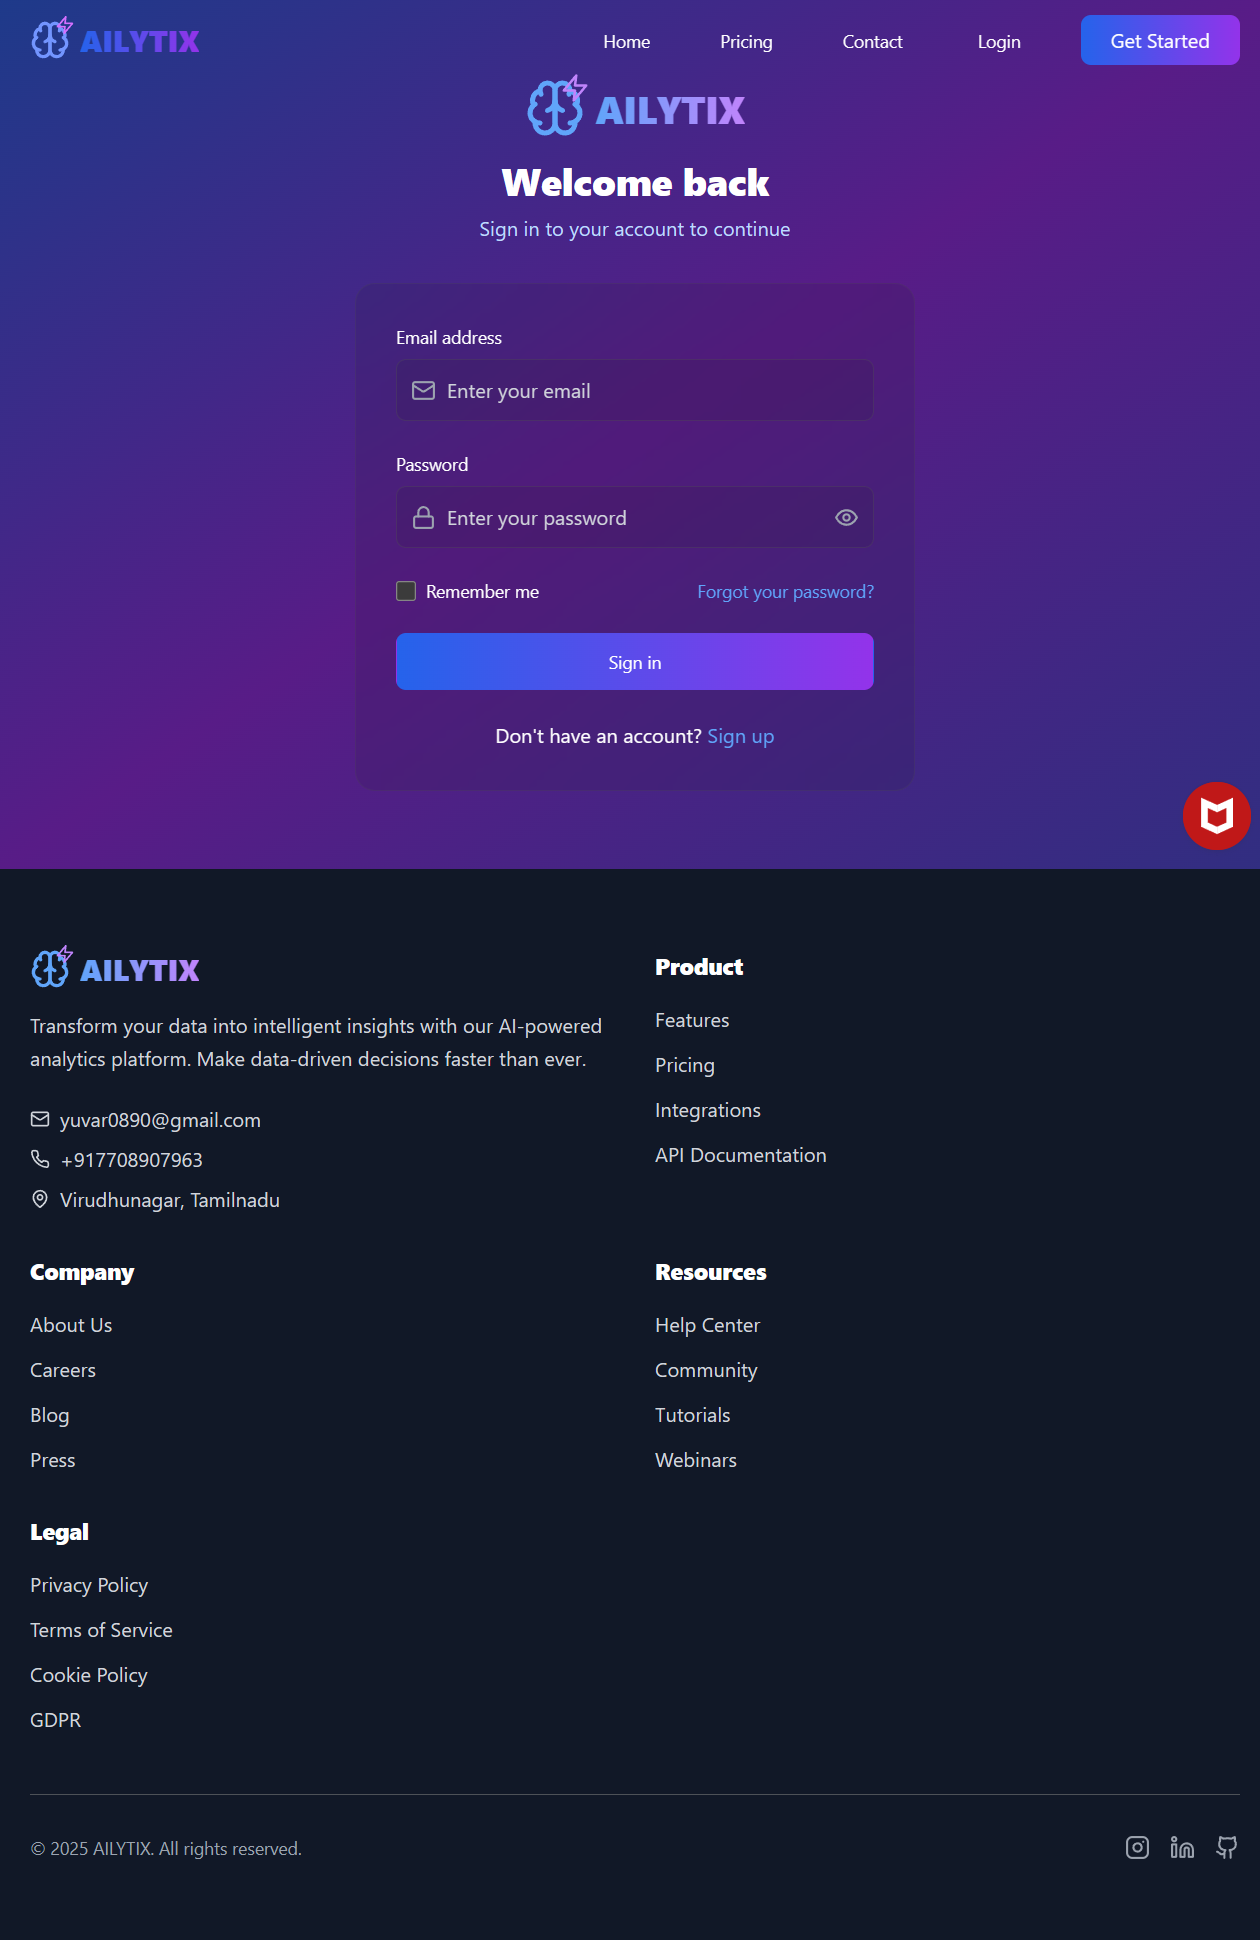 AILYTIX
Home Pricing Contact Login Get Started
AILYTIX
Welcome back
Sign in to your account to continue
Email address
Enter your email
Password
Enter your password
Remember me Forgot your password?
Sign in
Don't have an account? Sign up
AILYTIX
Transform your data into intelligent insights with our AI-powered
analytics platform. Make data-driven decisions faster than ever.
yuvar0890@gmail.com
+917708907963
Virudhunagar, Tamilnadu
Product
Features
Pricing
Integrations
API Documentation
Company
About Us
Careers
Blog
Press
Resources
Help Center
Community
Tutorials
Webinars
Legal
Privacy Policy
Terms of Service
Cookie Policy
GDPR
© 2025 AILYTIX. All rights reserved.